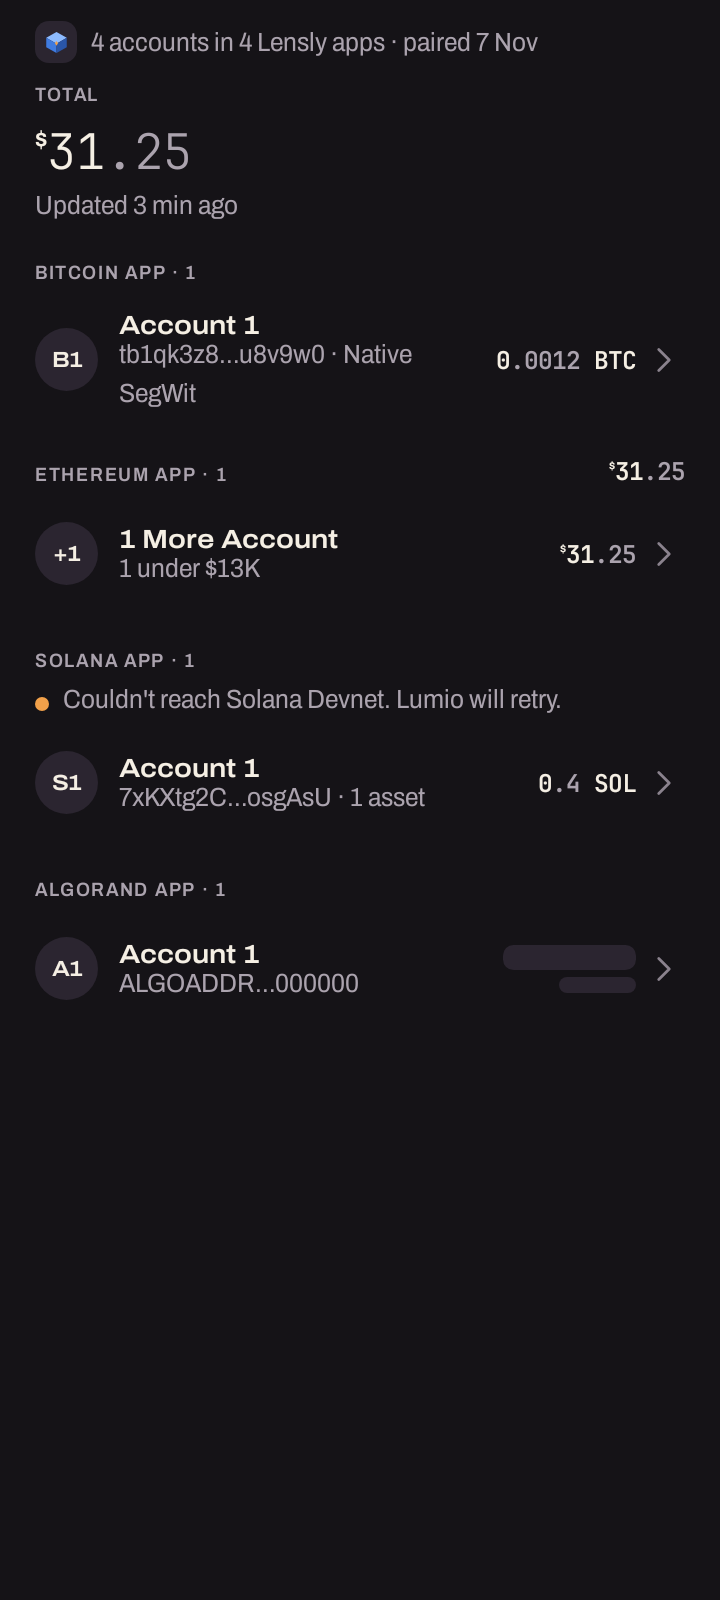 4 accounts in 4 Lensly apps · paired 7 Nov
TOTAL
$31.25
Updated 3 min ago
BITCOIN APP · 1
B1
Account 1
tb1qk3z8...u8v9w0 · Native
SegWit
0.0012 BTC
ETHEREUM APP · 1
$31.25
+1
1 More Account
1 under $13K
$31.25
SOLANA APP · 1
Couldn't reach Solana Devnet. Lumio will retry.
S1
Account 1
7xKXtg2C...osgAsU · 1 asset
0.4 SOL
ALGORAND APP · 1
A1
Account 1
ALGOADDR...000000